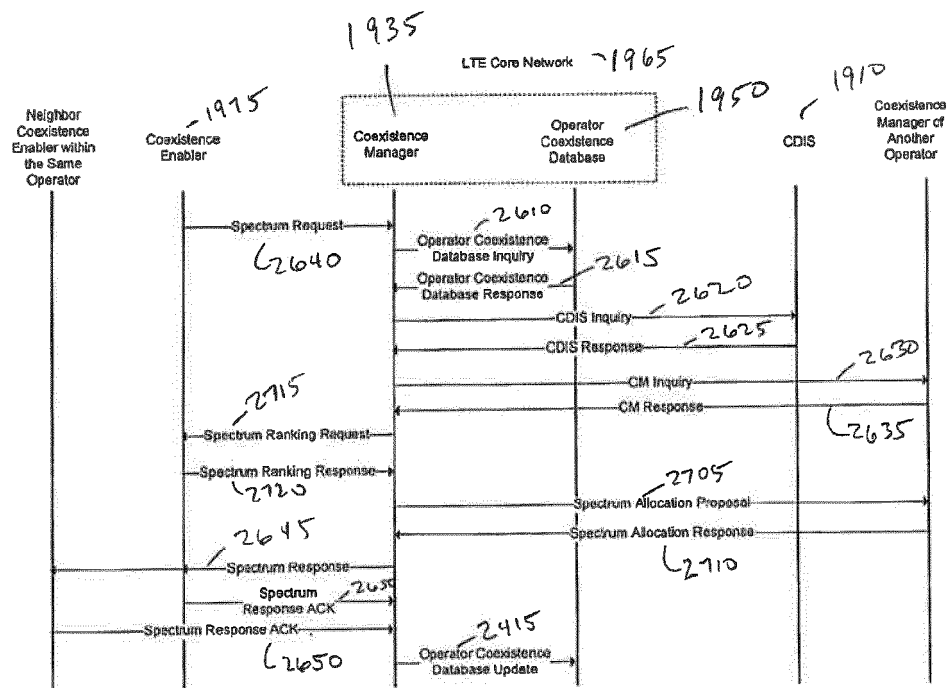 1935
LTE Core Network
1965
1910
1950
1975
Neighbor
Coexistence
Enabler within
the Same
Operator
Coexistence
Enabler
Coexistence
Manager
Operator
Coexistence
Database
CDIS
Coexistence
Manager of
Another
Operator
Spectrum Request
2640
2610
Operator Coexistence
Database Inquiry
2615
Operator Coexistence
Database Response
2620
CDIS Inquiry
2625
CDIS Response
2630
CM Inquiry
CM Response
2635
2715
Spectrum Ranking Request
Spectrum Ranking Response
2720
2705
Spectrum Allocation Proposal
Spectrum Allocation Response
2710
2645
Spectrum Response
Spectrum
Response ACK
Spectrum Response ACK
2650
2415
Operator Coexistence
Database Update